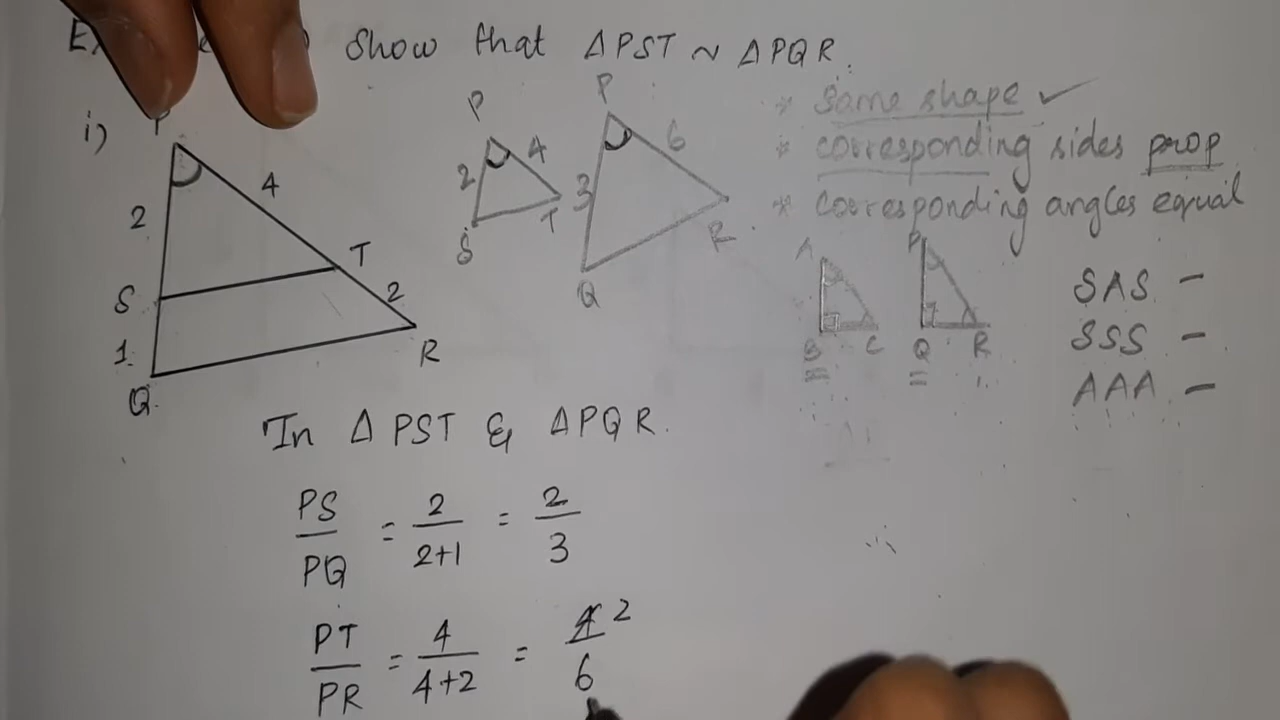 Show that ΔPST ~ ΔPQR.
i)
P
4
2
S
T
2
1
Q
R
P
2
4
S
T
P
6
3
R
Q
* same shape ✓
* corresponding sides prop
* corresponding angles equal
A
B
C
P
Q
R
SAS -
SSS -
AAA -
In Δ PST & ΔPQR.
PS/PQ = 2/2+1 = 2/3
PT/PR = 4/4+2 = 4 2/6